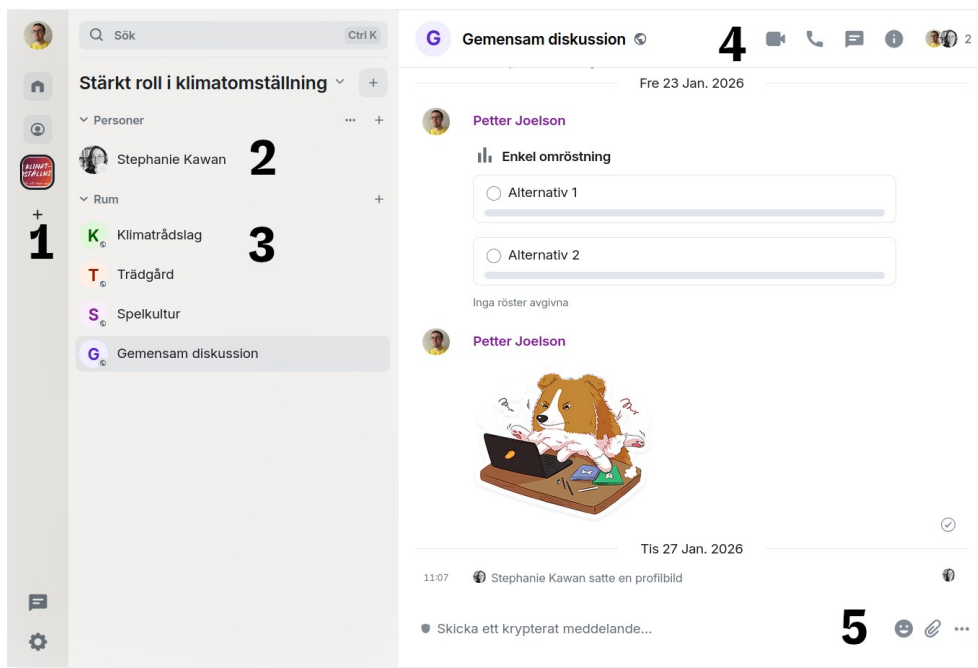 Sök
Ctrl K
Stärkt roll i klimatomställning
Personer
Stephanie Kawan
2
Rum
Klimatrådslag
3
T
Trädgård
S
Spelkultur
G
Gemensam diskussion
K
KLIMAT-
1
G
Gemensam diskussion
4
2
Fre 23 Jan. 2026
Petter Joelson
Enkel omröstning
Alternativ 1
Alternativ 2
Inga röster avgivna
Petter Joelson
Tis 27 Jan. 2026
11:07
Stephanie Kawan satte en profilbild
Skicka ett krypterat meddelande...
5